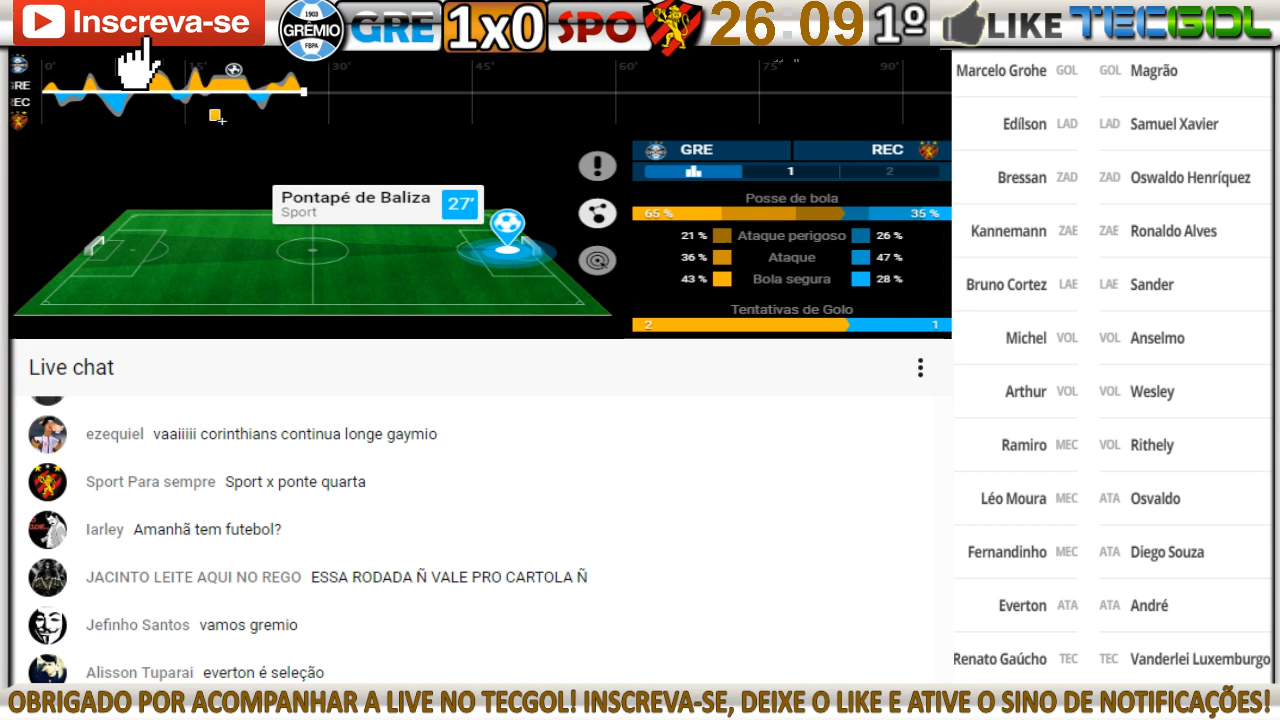 Inscreva-se
1903
GRÊMIO
FBPA
GRE 1x0 SPO
26:09 1º
LIKE TECGOL
0' 15' 30' 45' 60' 75' 90'
GRE
REC
Pontapé de Baliza
Sport
27'
GRE REC
1 2
Posse de bola
65 % 35 %
21 % Ataque perigoso 26 %
36 % Ataque 47 %
43 % Bola segura 28 %
Tentativas de Golo
2 1
Marcelo Grohe GOL GOL Magrão
Edílson LAD LAD Samuel Xavier
Bressan ZAD ZAD Oswaldo Henríquez
Kannemann ZAE ZAE Ronaldo Alves
Bruno Cortez LAE LAE Sander
Michel VOL VOL Anselmo
Arthur VOL VOL Wesley
Ramiro MEC VOL Rithely
Léo Moura MEC ATA Osvaldo
Fernandinho MEC ATA Diego Souza
Everton ATA ATA André
Renato Gaúcho TEC TEC Vanderlei Luxemburgo
Live chat
ezequiel vaaiiiii corinthians continua longe gaymio
Sport Para sempre Sport x ponte quarta
Iarley Amanhã tem futebol?
JACINTO LEITE AQUI NO REGO ESSA RODADA Ñ VALE PRO CARTOLA Ñ
Jefinho Santos vamos gremio
Alisson Tuparai everton é seleção
OBRIGADO POR ACOMPANHAR A LIVE NO TECGOL! INSCREVA-SE, DEIXE O LIKE E ATIVE O SINO DE NOTIFICAÇÕES!